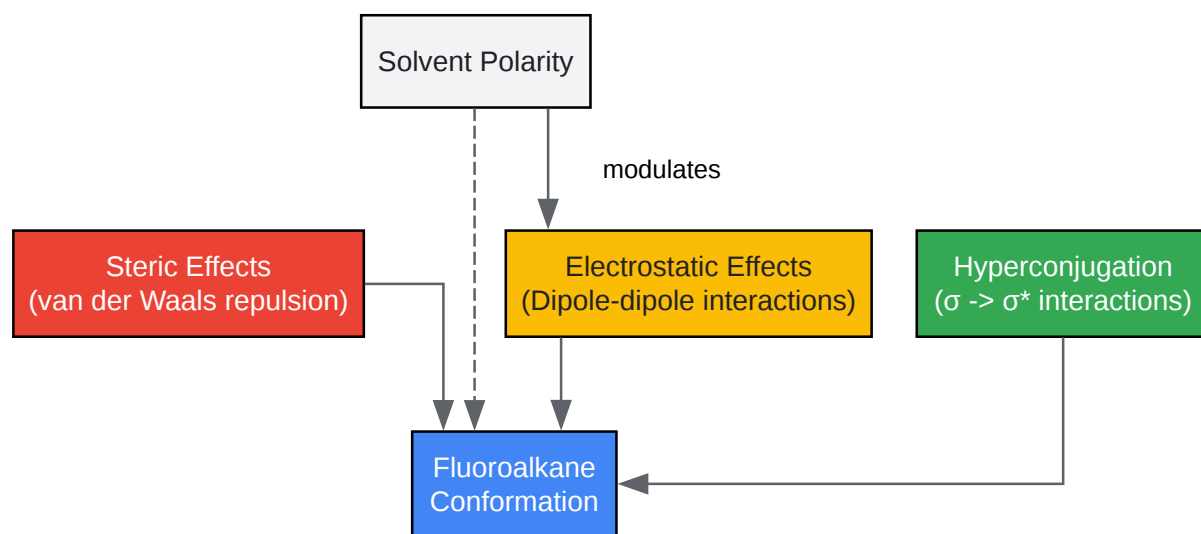 Solvent Polarity
modulates
Steric Effects
(van der Waals repulsion)
Electrostatic Effects
(Dipole-dipole interactions)
Hyperconjugation
(σ -> σ* interactions)
Fluoroalkane
Conformation